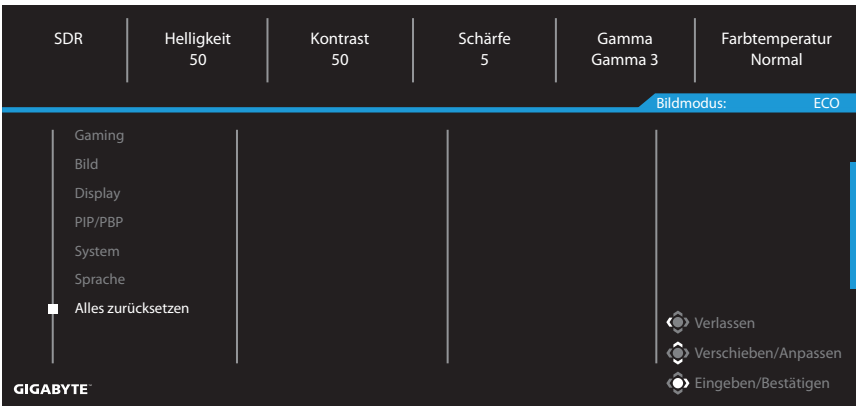 SDR
Helligkeit
50
Kontrast
50
Schärfe
5
Gamma
Gamma 3
Farbtemperatur
Normal
Bildmodus: ECO
Gaming
Bild
Display
PIP/PBP
System
Sprache
Alles zurücksetzen
Verlassen
Verschieben/Anpassen
Eingeben/Bestätigen
GIGABYTE™